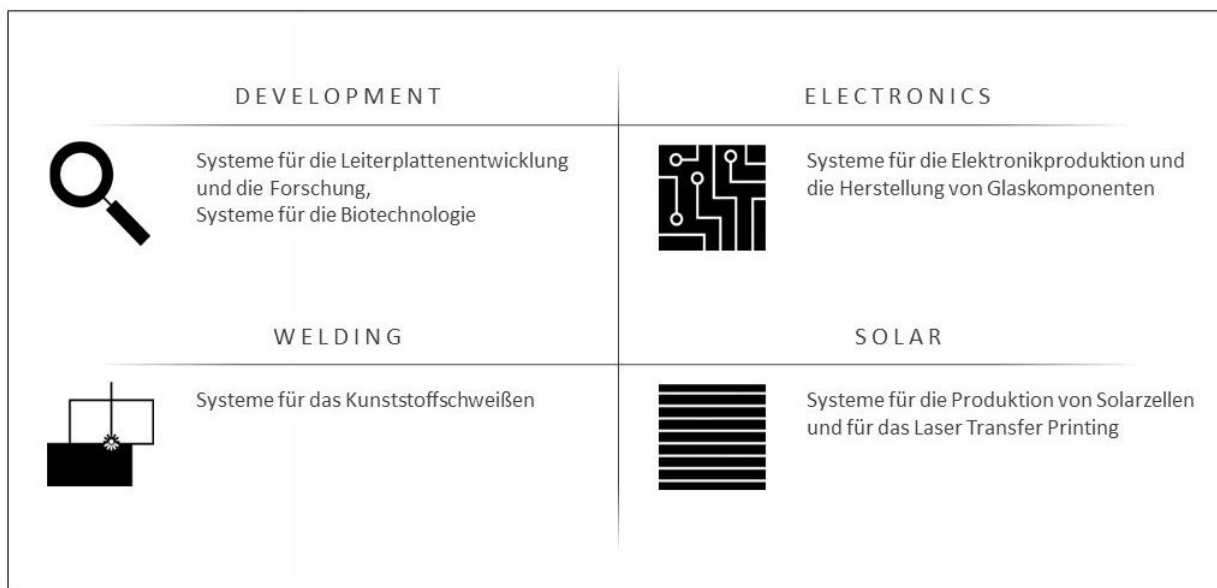 DEVELOPMENT
Systeme für die Leiterplattenentwicklung
und die Forschung,
Systeme für die Biotechnologie
ELECTRONICS
Systeme für die Elektronikproduktion und
die Herstellung von Glaskomponenten
WELDING
Systeme für das Kunststoffschweißen
SOLAR
Systeme für die Produktion von Solarzellen
und für das Laser Transfer Printing